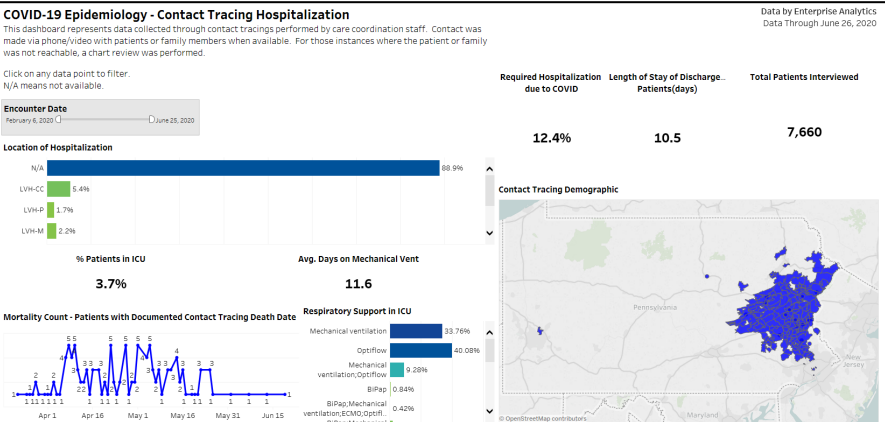 COVID-19 Epidemiology - Contact Tracing Hospitalization
This dashboard represents data collected through contact tracings performed by care coordination staff.  Contact was
made via phone/video with patients or family members when available.  For those instances where the patient or family
was not reachable, a chart review was performed.
Click on any data point to filter.
N/A means not available.
Data by Enterprise Analytics
Data Through June 26, 2020
Encounter Date
February 6, 2020
June 25, 2020
Required Hospitalization
due to COVID
12.4%
Length of Stay of Discharge..
Patients(days)
10.5
Total Patients Interviewed
7,660
Location of Hospitalization
N/A 88.9%
LVH-CC 5.4%
LVH-P 1.7%
LVH-M 2.2%
% Patients in ICU
3.7%
Avg. Days on Mechanical Vent
11.6
Mortality Count - Patients with Documented Contact Tracing Death Date
Apr 1 Apr 16 May 1 May 16 May 31 Jun 15
Respiratory Support in ICU
Mechanical ventilation 33.76%
Optiflow 40.08%
Mechanical
ventilation;Optiflow 9.28%
BiPap 0.84%
BiPap;Mechanical
ventilation;ECMO;Optifl.. 0.42%
Contact Tracing Demographic
Pennsylvania
New
Jersey
Maryland
© OpenStreetMap contributors